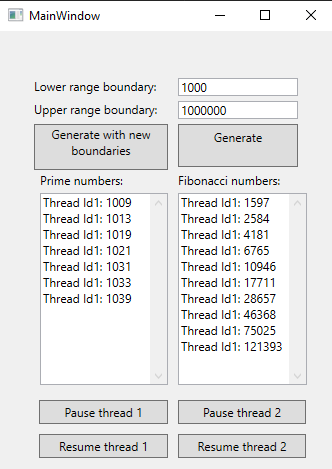 MainWindow
Lower range boundary: 1000
Upper range boundary: 1000000
Generate with new
boundaries
Generate
Prime numbers:
Thread Id1: 1009
Thread Id1: 1013
Thread Id1: 1019
Thread Id1: 1021
Thread Id1: 1031
Thread Id1: 1033
Thread Id1: 1039
Fibonacci numbers:
Thread Id1: 1597
Thread Id1: 2584
Thread Id1: 4181
Thread Id1: 6765
Thread Id1: 10946
Thread Id1: 17711
Thread Id1: 28657
Thread Id1: 46368
Thread Id1: 75025
Thread Id1: 121393
Pause thread 1
Pause thread 2
Resume thread 1
Resume thread 2